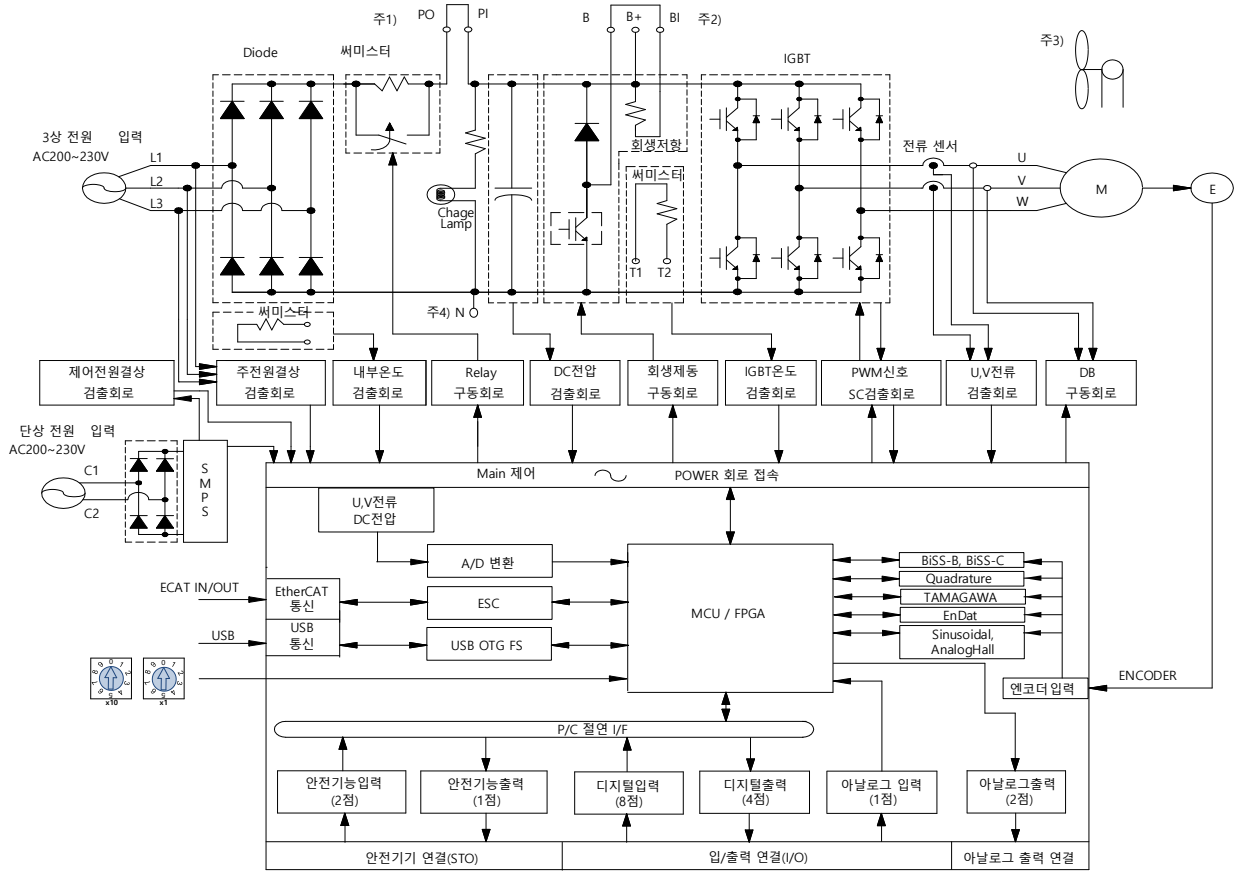 주1)
PO
PI
B
B+
BI
주2)
주3)
Diode
써미스터
IGBT
3상 전원 입력
AC200~230V
L1
L2
L3
Chage
Lamp
회생저항
써미스터
T1
T2
전류 센서
U
V
W
M
E
주4) N
써미스터
제어전원결상
검출회로
주전원결상
검출회로
내부온도
검출회로
Relay
구동회로
DC전압
검출회로
회생제동
구동회로
IGBT온도
검출회로
PWM신호
SC검출회로
U,V전류
검출회로
DB
구동회로
단상 전원 입력
AC200~230V
C1
C2
S
M
P
S
Main 제어
POWER 회로 접속
U,V전류
DC전압
A/D 변환
MCU / FPGA
BiSS-B, BiSS-C
Quadrature
TAMAGAWA
EnDat
Sinusoidal,
AnalogHall
ECAT IN/OUT
EtherCAT
통신
ESC
USB
USB
통신
USB OTG FS
x10
x1
엔코더입력
ENCODER
P/C 절연 I/F
안전기능입력
(2점)
안전기능출력
(1점)
디지털입력
(8점)
디지털출력
(4점)
아날로그 입력
(1점)
아날로그출력
(2점)
안전기기 연결(STO)
입/출력 연결(I/O)
아날로그 출력 연결